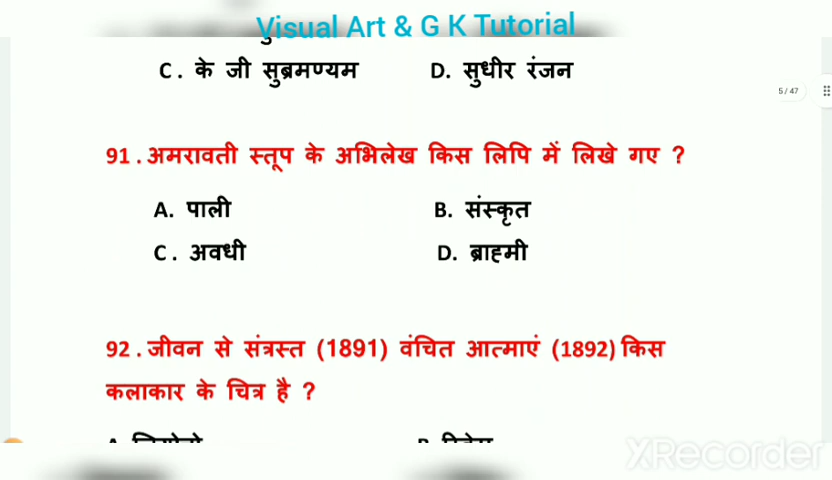 Visual Art & G K Tutorial
C. के जी सुब्रमण्यम D. सुधीर रंजन
5 / 47
91. अमरावती स्तूप के अभिलेख किस लिपि में लिखे गए ?
A. पाली B. संस्कृत
C. अवधी D. ब्राह्मी
92. जीवन से संत्रस्त (1891) वंचित आत्माएं (1892) किस
कलाकार के चित्र है ?
XRecorder